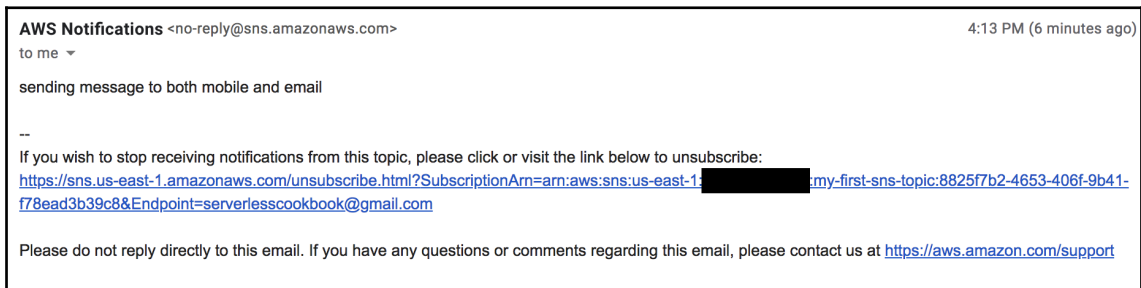 AWS Notifications <no-reply@sns.amazonaws.com> 4:13 PM (6 minutes ago)
to me
sending message to both mobile and email
--
If you wish to stop receiving notifications from this topic, please click or visit the link below to unsubscribe:
https://sns.us-east-1.amazonaws.com/unsubscribe.html?SubscriptionArn=arn:aws:sns:us-east-1: :my-first-sns-topic:8825f7b2-4653-406f-9b41-
f78ead3b39c8&Endpoint=serverlesscookbook@gmail.com
Please do not reply directly to this email. If you have any questions or comments regarding this email, please contact us at https://aws.amazon.com/support